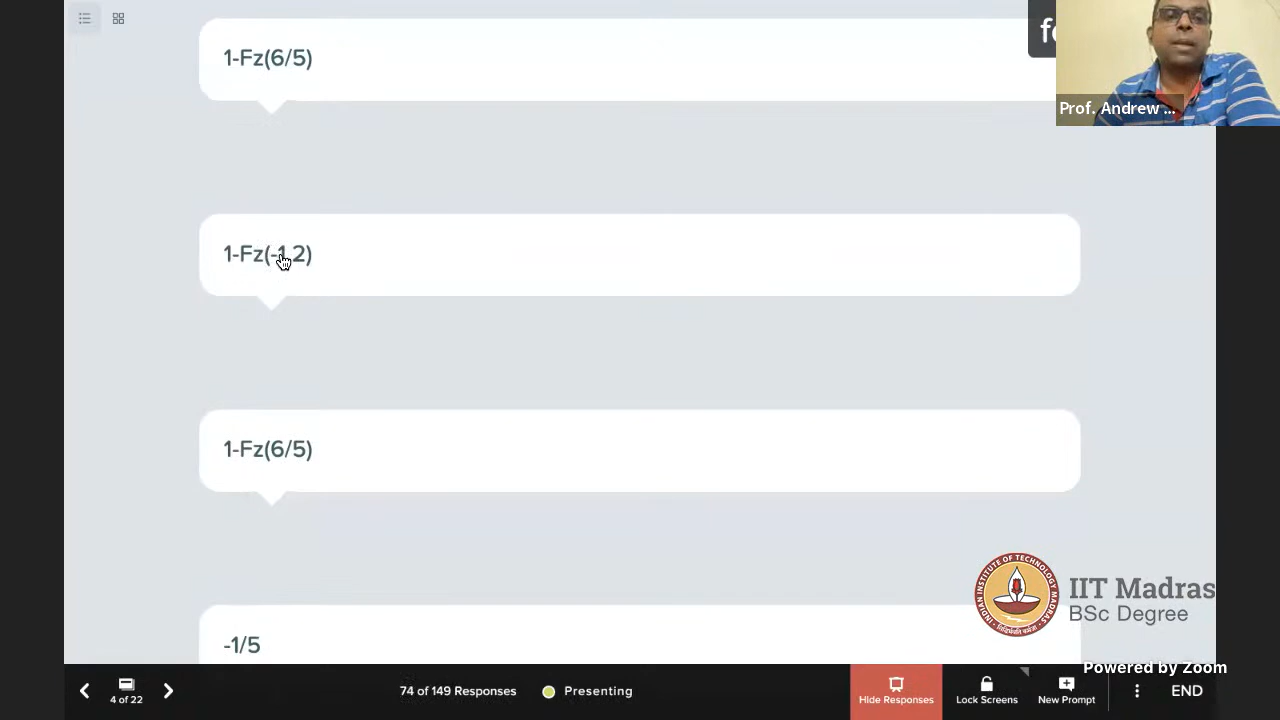 1-Fz(6/5)
Prof. Andrew ...
1-Fz(-1.2)
1-Fz(6/5)
IIT Madras
BSc Degree
-1/5
Powered by Zoom
4 of 22
74 of 149 Responses
Presenting
Hide Responses
Lock Screens
New Prompt
END